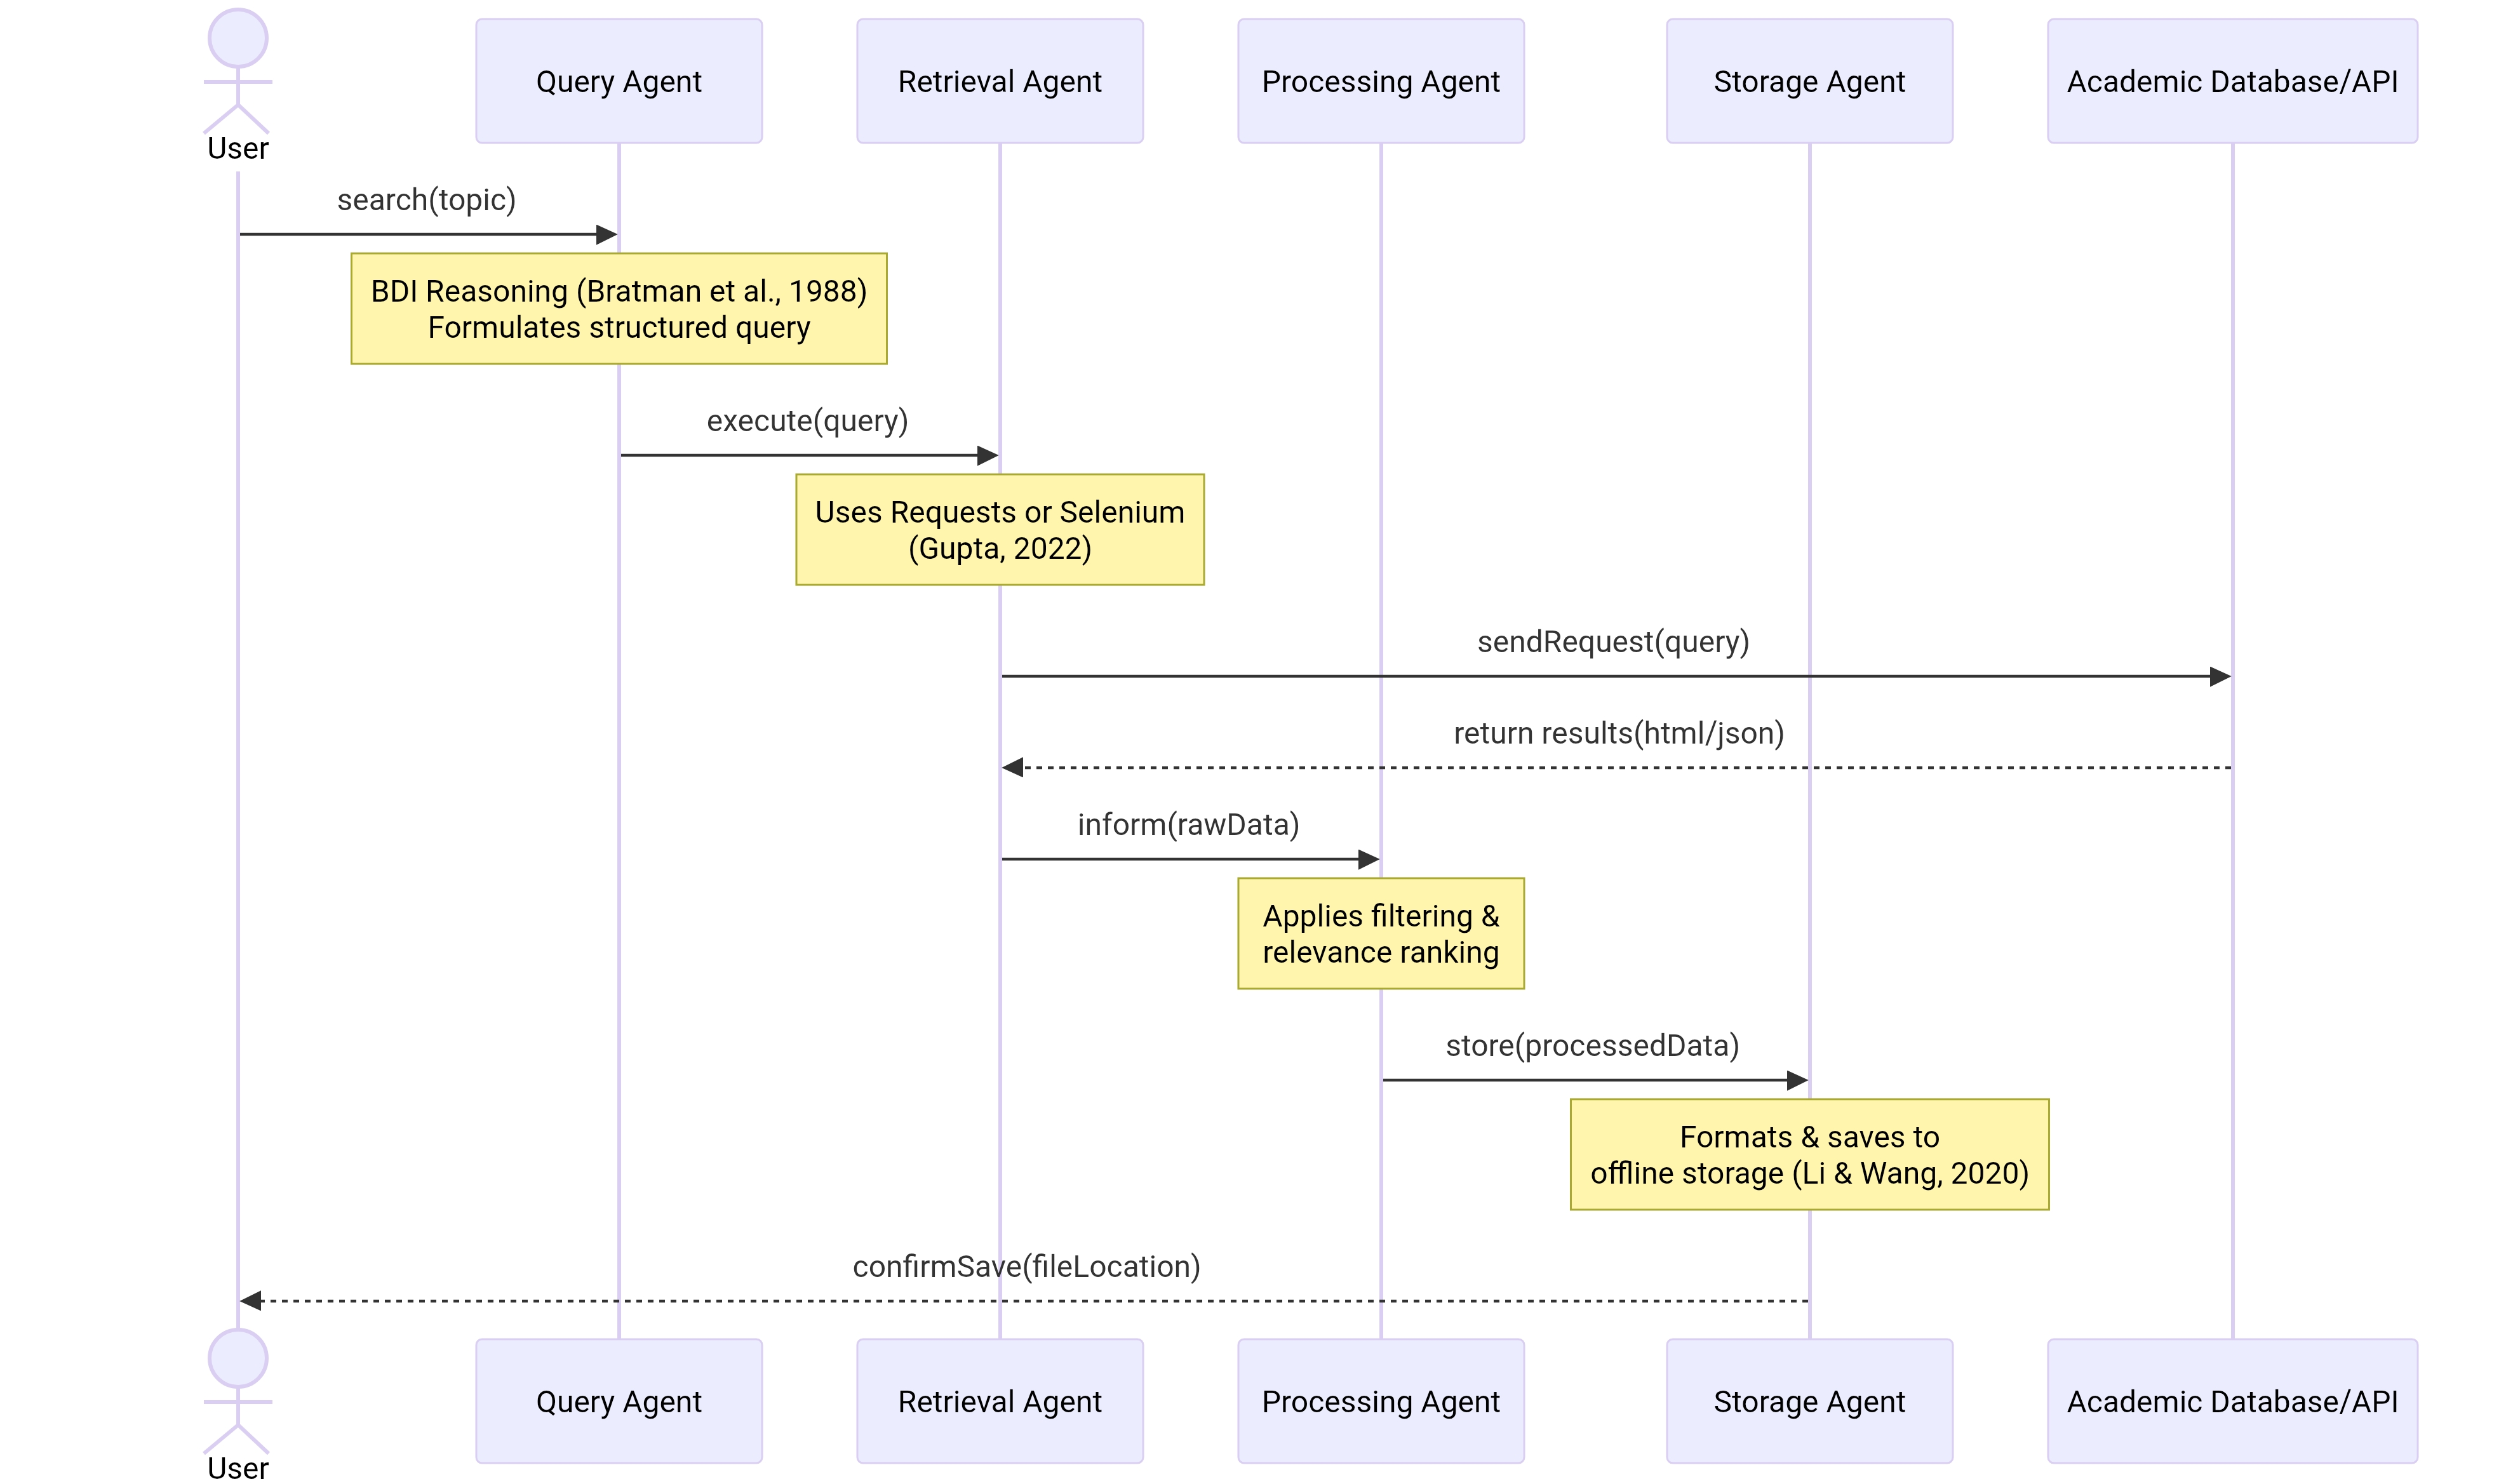 Query Agent
Retrieval Agent
Processing Agent
Storage Agent
Academic Database/API
User
search(topic)
BDI Reasoning (Bratman et al., 1988)
Formulates structured query
execute(query)
Uses Requests or Selenium
(Gupta, 2022)
sendRequest(query)
return results(html/json)
inform(rawData)
Applies filtering &
relevance ranking
store(processedData)
Formats & saves to
offline storage (Li & Wang, 2020)
confirmSave(fileLocation)
Query Agent
Retrieval Agent
Processing Agent
Storage Agent
Academic Database/API
User